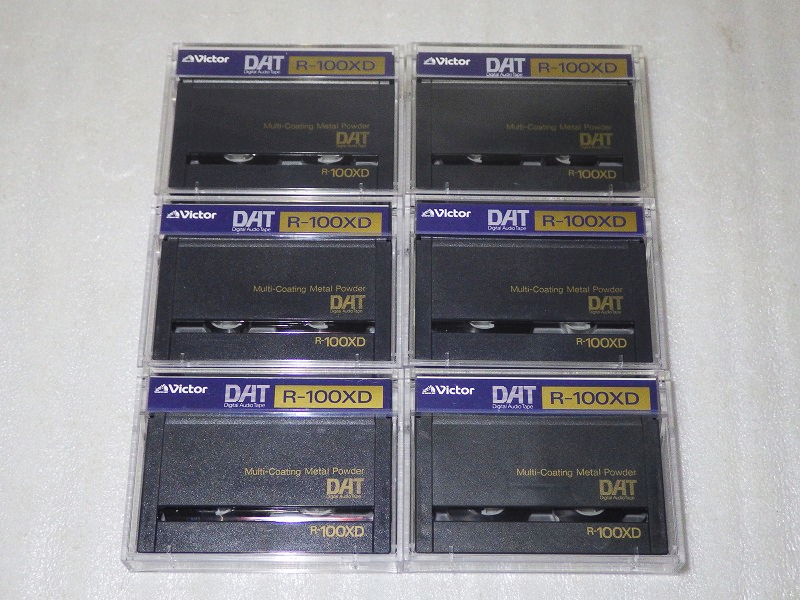 Victor DAT Digital Audio Tape R-100XD
Multi-Coating Metal Powder
DAT
Digital Audio Tape
R-100XD
Victor DAT Digital Audio Tape R-100XD
Multi-Coating Metal Powder
DAT
Digital Audio Tape
R-100XD
Victor DAT Digital Audio Tape R-100XD
Multi-Coating Metal Powder
DAT
Digital Audio Tape
R-100XD
Victor DAT Digital Audio Tape R-100XD
Multi-Coating Metal Powder
DAT
Digital Audio Tape
R-100XD
Victor DAT Digital Audio Tape R-100XD
Multi-Coating Metal Powder
DAT
Digital Audio Tape
R-100XD
Victor DAT Digital Audio Tape R-100XD
Multi-Coating Metal Powder
DAT
Digital Audio Tape
R-100XD